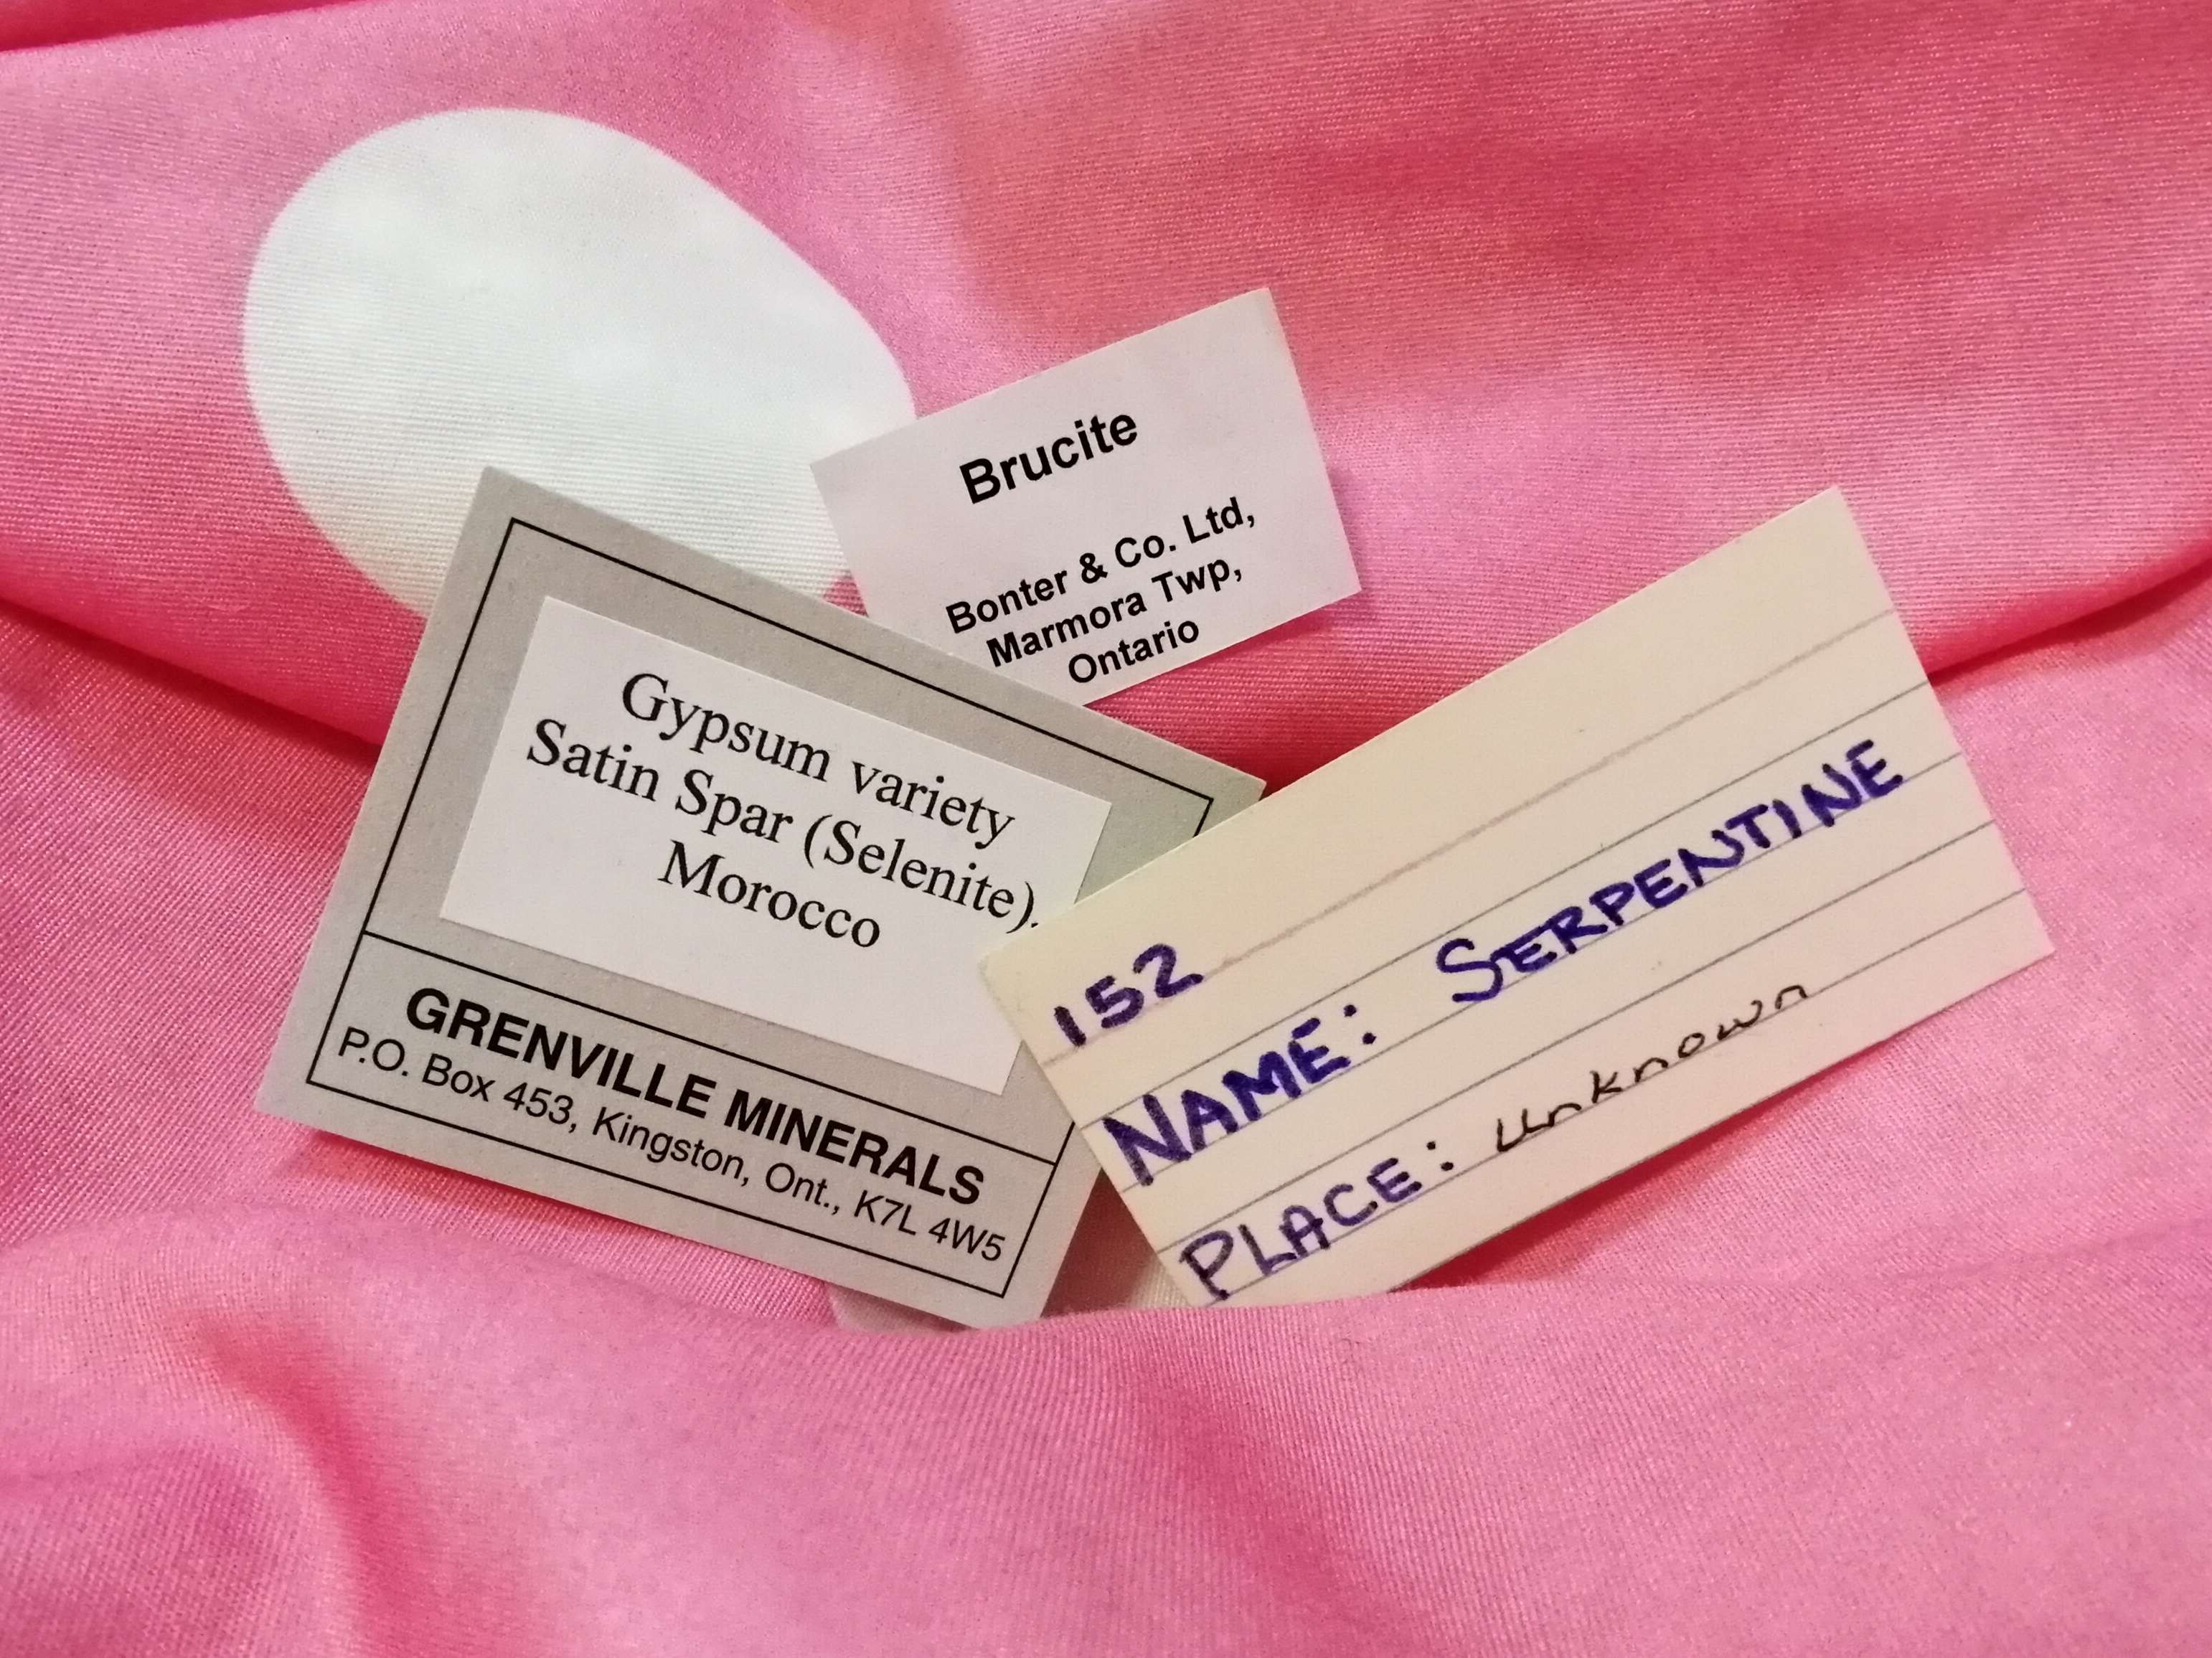 Brucite
Bonter & Co. Ltd,
Marmora Twp,
Ontario
Gypsum variety
Satin Spar (Selenite).
Morocco
GRENVILLE MINERALS
P.O. Box 453, Kingston, Ont., K7L 4W5
152
NAME: SERPENTINE
PLACE: Unknown